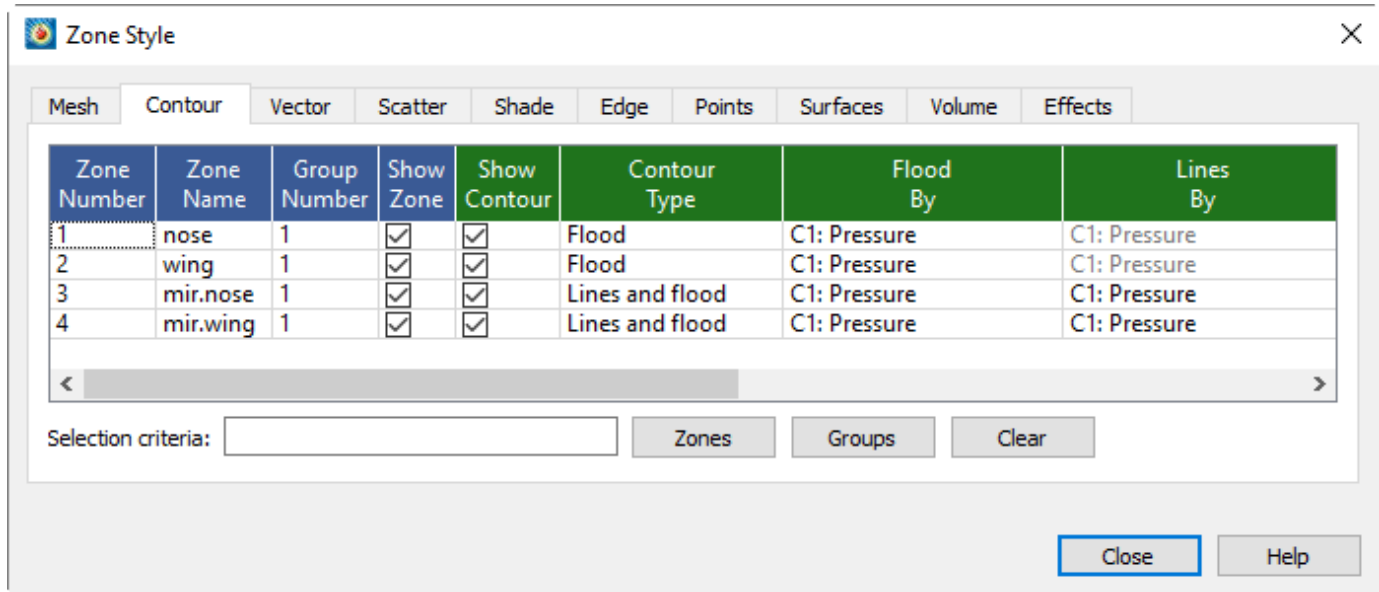 Zone Style
Mesh Contour Vector Scatter Shade Edge Points Surfaces Volume Effects
Zone Zone Group Show Show Contour Flood Lines
Number Name Number Zone Contour Type By By
1 nose 1 Flood C1: Pressure C1: Pressure
2 wing 1 Flood C1: Pressure C1: Pressure
3 mir.nose 1 Lines and flood C1: Pressure C1: Pressure
4 mir.wing 1 Lines and flood C1: Pressure C1: Pressure
Selection criteria: Zones Groups Clear
Close Help